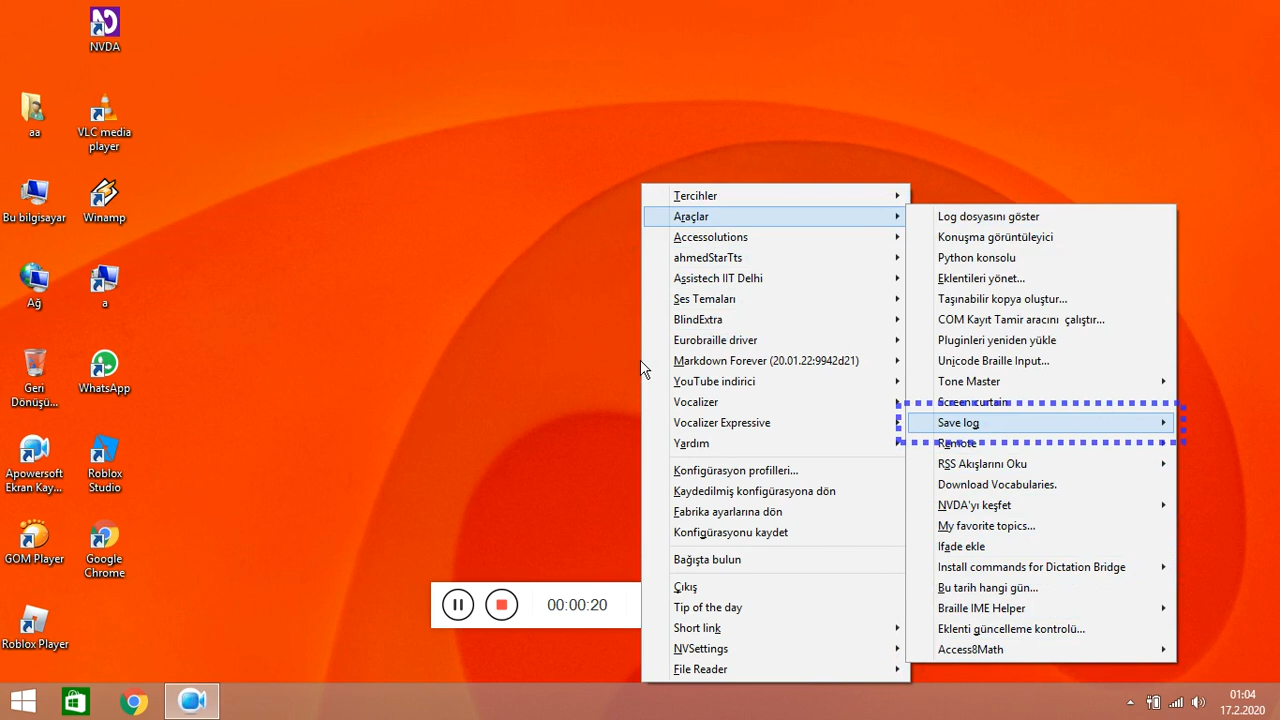 NVDA
aa
VLC media
player
Bu bilgisayar
Winamp
Ağ
a
Geri
Dönüşü...
WhatsApp
Apowersoft
Ekran Kay...
Roblox
Studio
GOM Player
Google
Chrome
Roblox Player
00:00:20
Tercihler
Araçlar
Accessolutions
ahmedStarTts
Assistech IIT Delhi
Ses Temaları
BlindExtra
Eurobraille driver
Markdown Forever (20.01.22:9942d21)
YouTube indirici
Vocalizer
Vocalizer Expressive
Yardım
Konfigürasyon profilleri...
Kaydedilmiş konfigürasyona dön
Fabrika ayarlarına dön
Konfigürasyonu kaydet
Bağışta bulun
Çıkış
Tip of the day
Short link
NVSettings
File Reader
Log dosyasını göster
Konuşma görüntüleyici
Python konsolu
Eklentileri yönet...
Taşınabilir kopya oluştur...
COM Kayıt Tamir aracını çalıştır...
Pluginleri yeniden yükle
Unicode Braille Input...
Tone Master
Screen curtain
Save log
Remote
RSS Akışlarını Oku
Download Vocabularies.
NVDA'yı keşfet
My favorite topics...
Ifade ekle
Install commands for Dictation Bridge
Bu tarih hangi gün...
Braille IME Helper
Eklenti güncelleme kontrolü...
Access8Math
01:04
17.2.2020